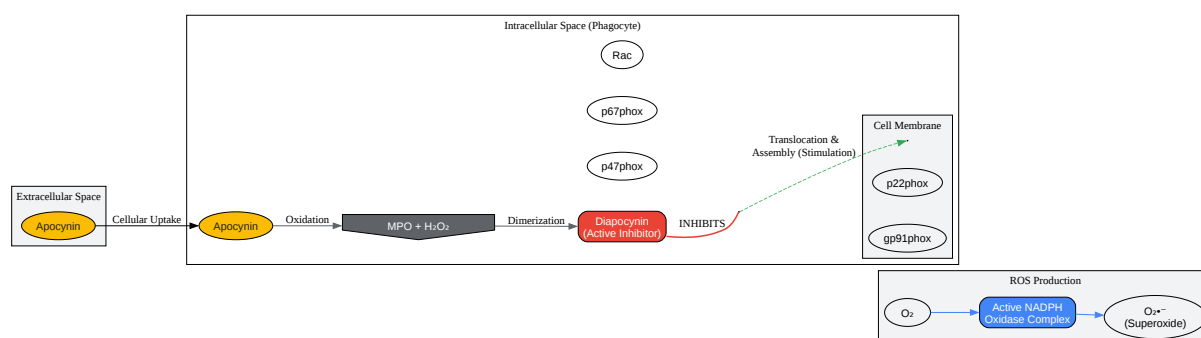 Intracellular Space (Phagocyte)
Rac
p67phox
p47phox
Translocation &
Assembly (Stimulation)
Cell Membrane
p22phox
gp91phox
Extracellular Space
Apocynin
Cellular Uptake
Apocynin
Oxidation
MPO + H₂O₂
Dimerization
Diapocynin
(Active Inhibitor)
INHIBITS
ROS Production
O₂
Active NADPH
Oxidase Complex
O₂•⁻
(Superoxide)